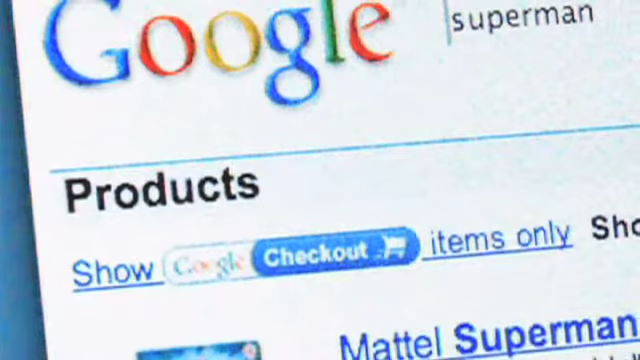 Google superman
Products
Show Google Checkout items only Sho
Mattel Superman